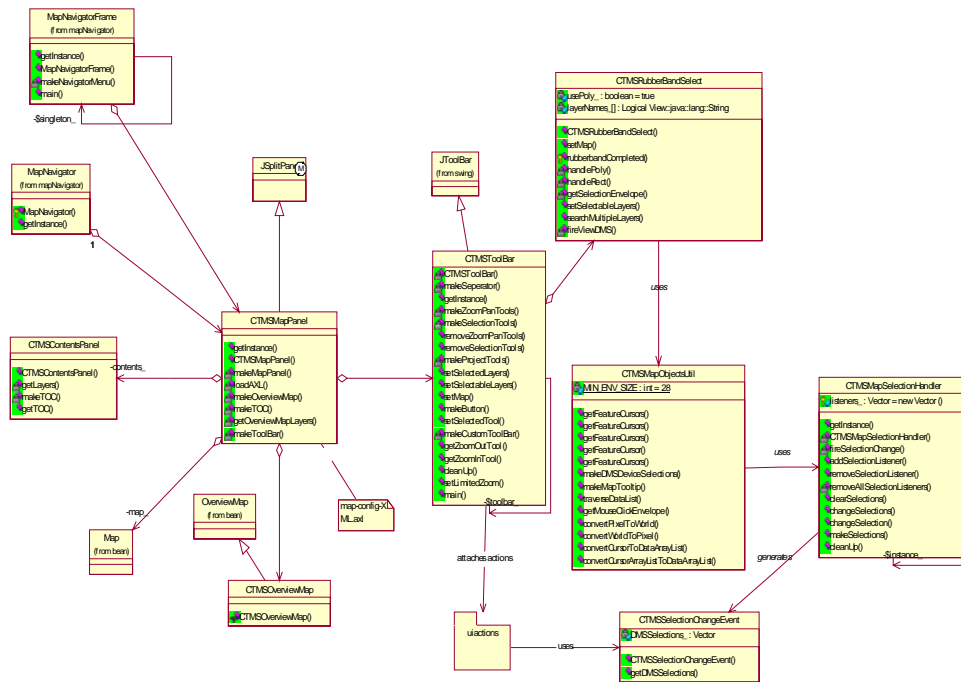 MapNavigatorFrame
(from mapNavigator)
getInstance()
MapNavigatorFrame()
makeNavigatorMenu()
main()
-$singleton_
MapNavigator
(from mapNavigator)
MapNavigator()
getInstance()
1
JSplitPane
M
JToolBar
(from swing)
CTMSRubberBandSelect
usePoly_ : boolean = true
layerNames_[] : Logical View::java::lang::String
CTMSRubberBandSelect()
setMap()
rubberbandCompleted()
handlePoly()
handleRect()
getSelectionEnvelope()
setSelectableLayers()
searchMultipleLayers()
fireViewDMS()
uses
CTMSToolBar
CTMSToolBar()
makeSeperator()
getInstance()
makeZoomPanTools()
makeSelectionTools()
removeZoomPanTools()
removeSelectionTools()
makeProjectTools()
setSelectedLayers()
setSelectableLayers()
setMap()
makeButton()
setSelectedTool()
makeCustomToolBar()
getZoomOutTool()
getZoomInTool()
cleanUp()
setLimitedZoom()
main()
-$toolbar_
attaches actions
CTMSMapPanel
getInstance()
CTMSMapPanel()
makeMapPanel()
loadAXL()
makeOverviewMap()
makeTOC()
getOverviewMapLayers()
makeToolBar()
CTMSContentsPanel
CTMSContentsPanel()
getLayers()
makeTOC()
getTOC()
-contents_
-map_
Map
(from bean)
OverviewMap
(from bean)
CTMSOverviewMap
CTMSOverviewMap()
map-config-XL
ML.axl
CTMSMapObjectsUtil
MIN_ENV_SIZE : int = 28
getFeatureCursors()
getFeatureCursors()
getFeatureCursors()
getFeatureCursor()
getFeatureCursors()
makeDMSDeviceSelections()
makeMapTooltip()
traverseDataList()
getMouseClickEnvelope()
convertPixelToWorld()
convertWorldToPixel()
convertCursorToDataArrayList()
convertCursorArrayListToDataArrayList()
uses
CTMSMapSelectionHandler
listeners_ : Vector = new Vector()
getInstance()
CTMSMapSelectionHandler()
fireSelectionChange()
addSelectionListener()
removeSelectionListener()
removeAllSelectionListeners()
clearSelections()
changeSelections()
changeSelection()
makeSelections()
cleanUp()
-$instance_
generates
uiactions
uses
CTMSSelectionChangeEvent
DMSSelections_ : Vector
CTMSSelectionChangeEvent()
getDMSSelections()